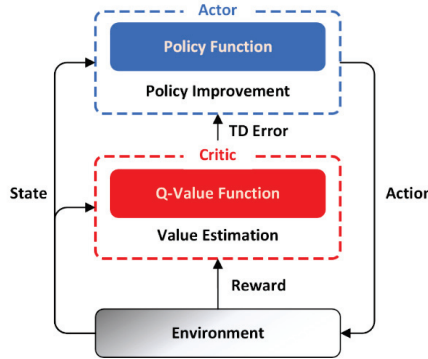 Actor
Policy Function
Policy Improvement
TD Error
Critic
State
Q-Value Function
Action
Value Estimation
Reward
Environment